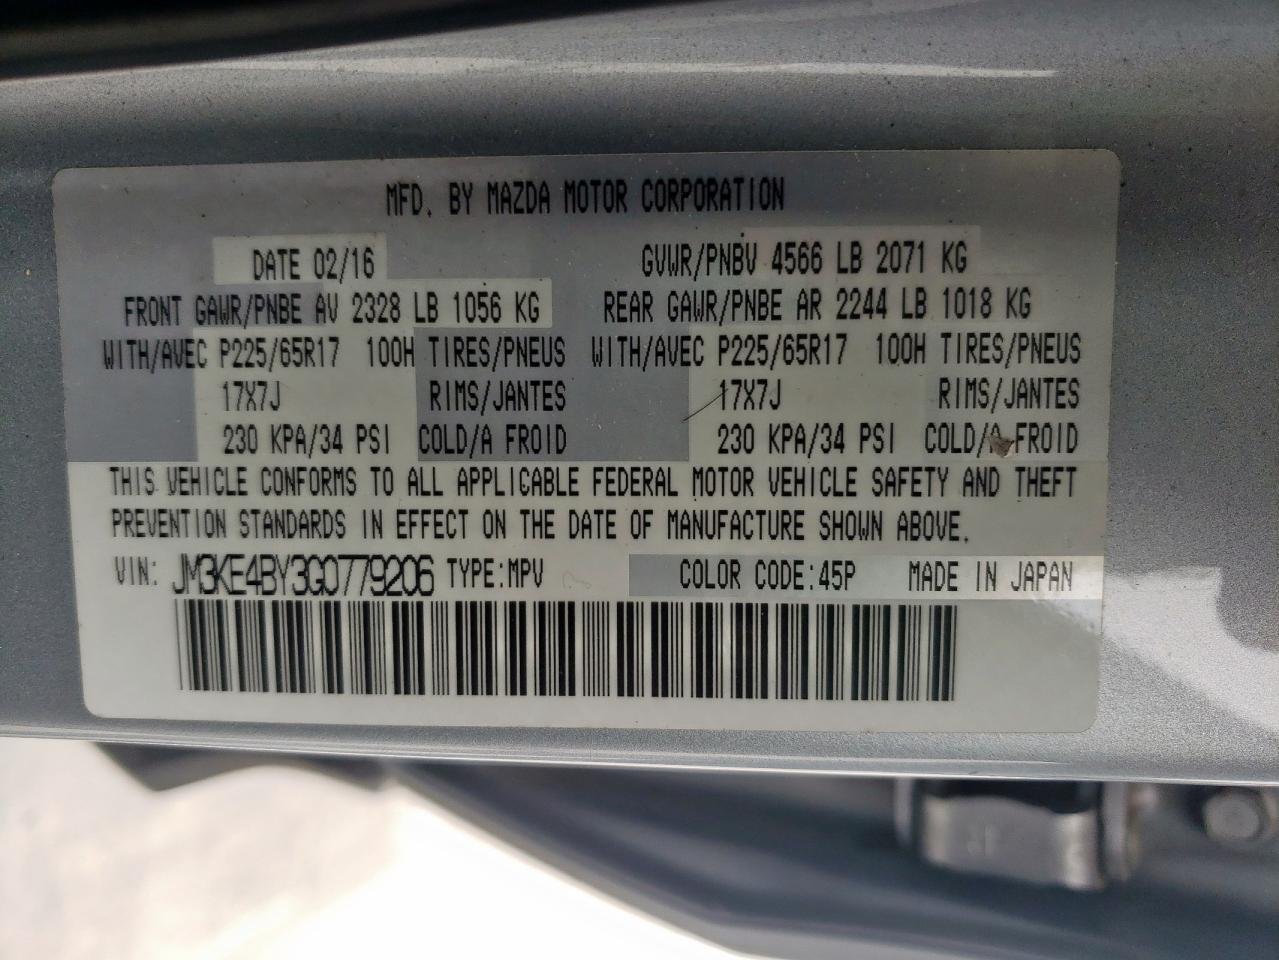 MFD. BY MAZDA MOTOR CORPORATION
DATE 02/16 GVWR/PNBV 4566 LB 2071 KG
FRONT GAWR/PNBE AV 2328 LB 1056 KG REAR GAWR/PNBE AR 2244 LB 1018 KG
WITH/AVEC P225/65R17 100H TIRES/PNEUS WITH/AVEC P225/65R17 100H TIRES/PNEUS
17X7J RIMS/JANTES 17X7J RIMS/JANTES
230 KPA/34 PSI COLD/A FROID 230 KPA/34 PSI COLD/A FROID
THIS VEHICLE CONFORMS TO ALL APPLICABLE FEDERAL MOTOR VEHICLE SAFETY AND THEFT
PREVENTION STANDARDS IN EFFECT ON THE DATE OF MANUFACTURE SHOWN ABOVE.
VIN: JM3KE4BY3G0779206 TYPE:MPV COLOR CODE:45P MADE IN JAPAN